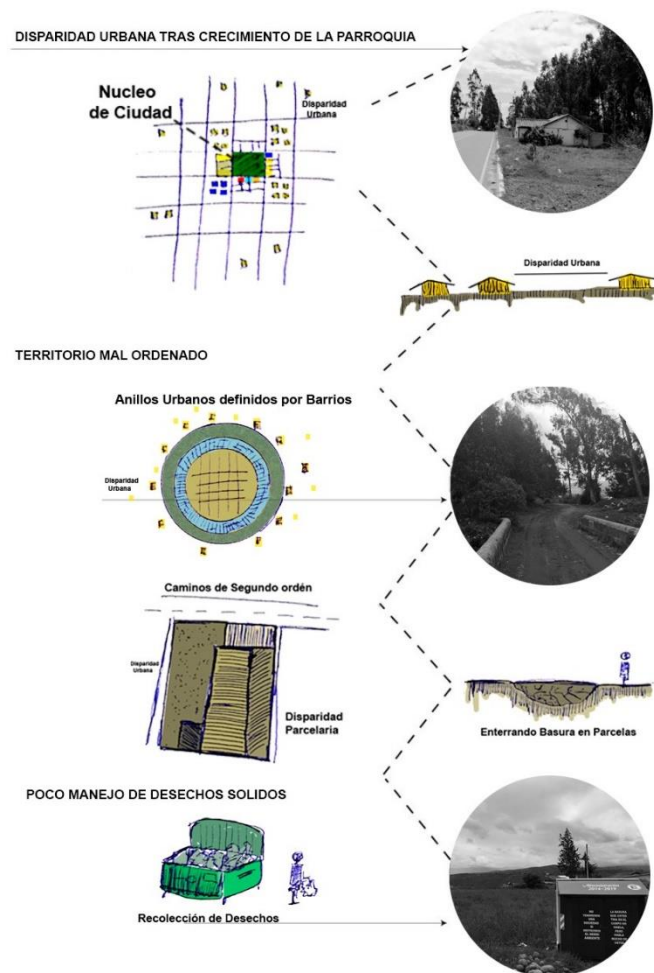 DISPARIDAD URBANA TRAS CRECIMIENTO DE LA PARROQUIA
Nucleo
de Ciudad
Disparidad
Urbana
Disparidad Urbana
TERRITORIO MAL ORDENADO
Anillos Urbanos definidos por Barrios
Disparidad
Urbana
Caminos de Segundo ordén
Disparidad
Urbana
Disparidad
Parcelaria
Enterrando Basura en Parcelas
POCO MANEJO DE DESECHOS SOLIDOS
Recolección de Desechos